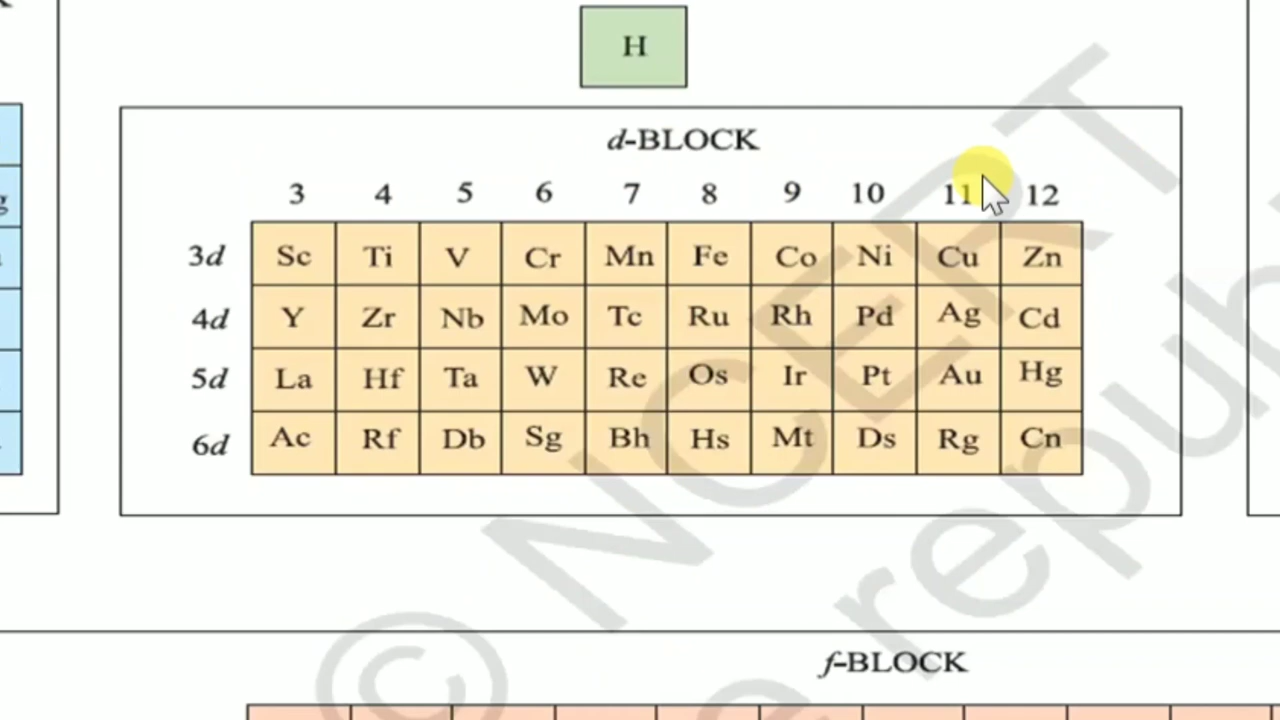 H
d-BLOCK
3 4 5 6 7 8 9 10 11 12
3d Sc Ti V Cr Mn Fe Co Ni Cu Zn
4d Y Zr Nb Mo Tc Ru Rh Pd Ag Cd
5d La Hf Ta W Re Os Ir Pt Au Hg
6d Ac Rf Db Sg Bh Hs Mt Ds Rg Cn
© NCERT
f-BLOCK